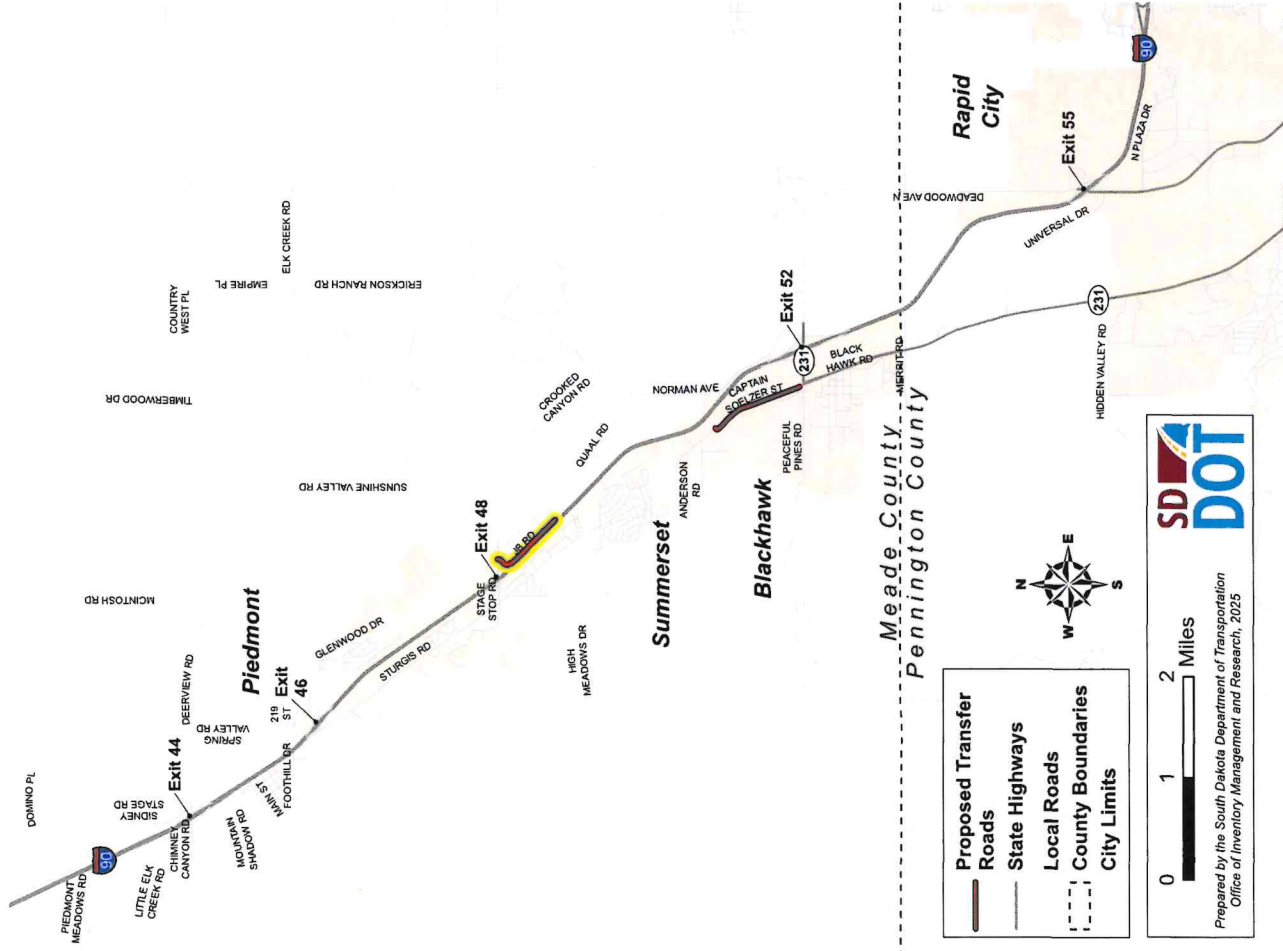 DOMINO PL
PIEDMONT
MEADOWS RD
90
SIDNEY
STAGE RD
LITTLE ELK
CREEK RD
CHIMNEY
CANYON RD
Exit 44
DEERVIEW RD
MCINTOSH RD
TIMBERWOOD DR
COUNTRY
WEST PL
EMPIRE PL
ELK CREEK RD
ERICKSON RANCH RD
SPRING
VALLEY RD
MOUNTAIN
SHADOW RD
MAIN ST
FOOTHILL DR
219
ST
Piedmont
Exit
46
GLENWOOD DR
STURGIS RD
SUNSHINE VALLEY RD
STAGE
STOP RD
Exit 48
JB RD
HIGH
MEADOWS DR
QUAAL RD
CROOKED
CANYON RD
Summerset
ANDERSON
RD
NORMAN AVE
CAPTAIN
SOELZER ST
Blackhawk
PEACEFUL
PINES RD
231
Exit 52
BLACK
HAWK RD
MERRIT RD
Meade County
Pennington County
DEADWOOD AVE N
Rapid
City
UNIVERSAL DR
Exit 55
N PLAZA DR
90
231
HIDDEN VALLEY RD
N
W
E
S
Proposed Transfer
Roads
State Highways
Local Roads
County Boundaries
City Limits
0 1 2
Miles
Prepared by the South Dakota Department of Transportation
Office of Inventory Management and Research, 2025
SD
DOT